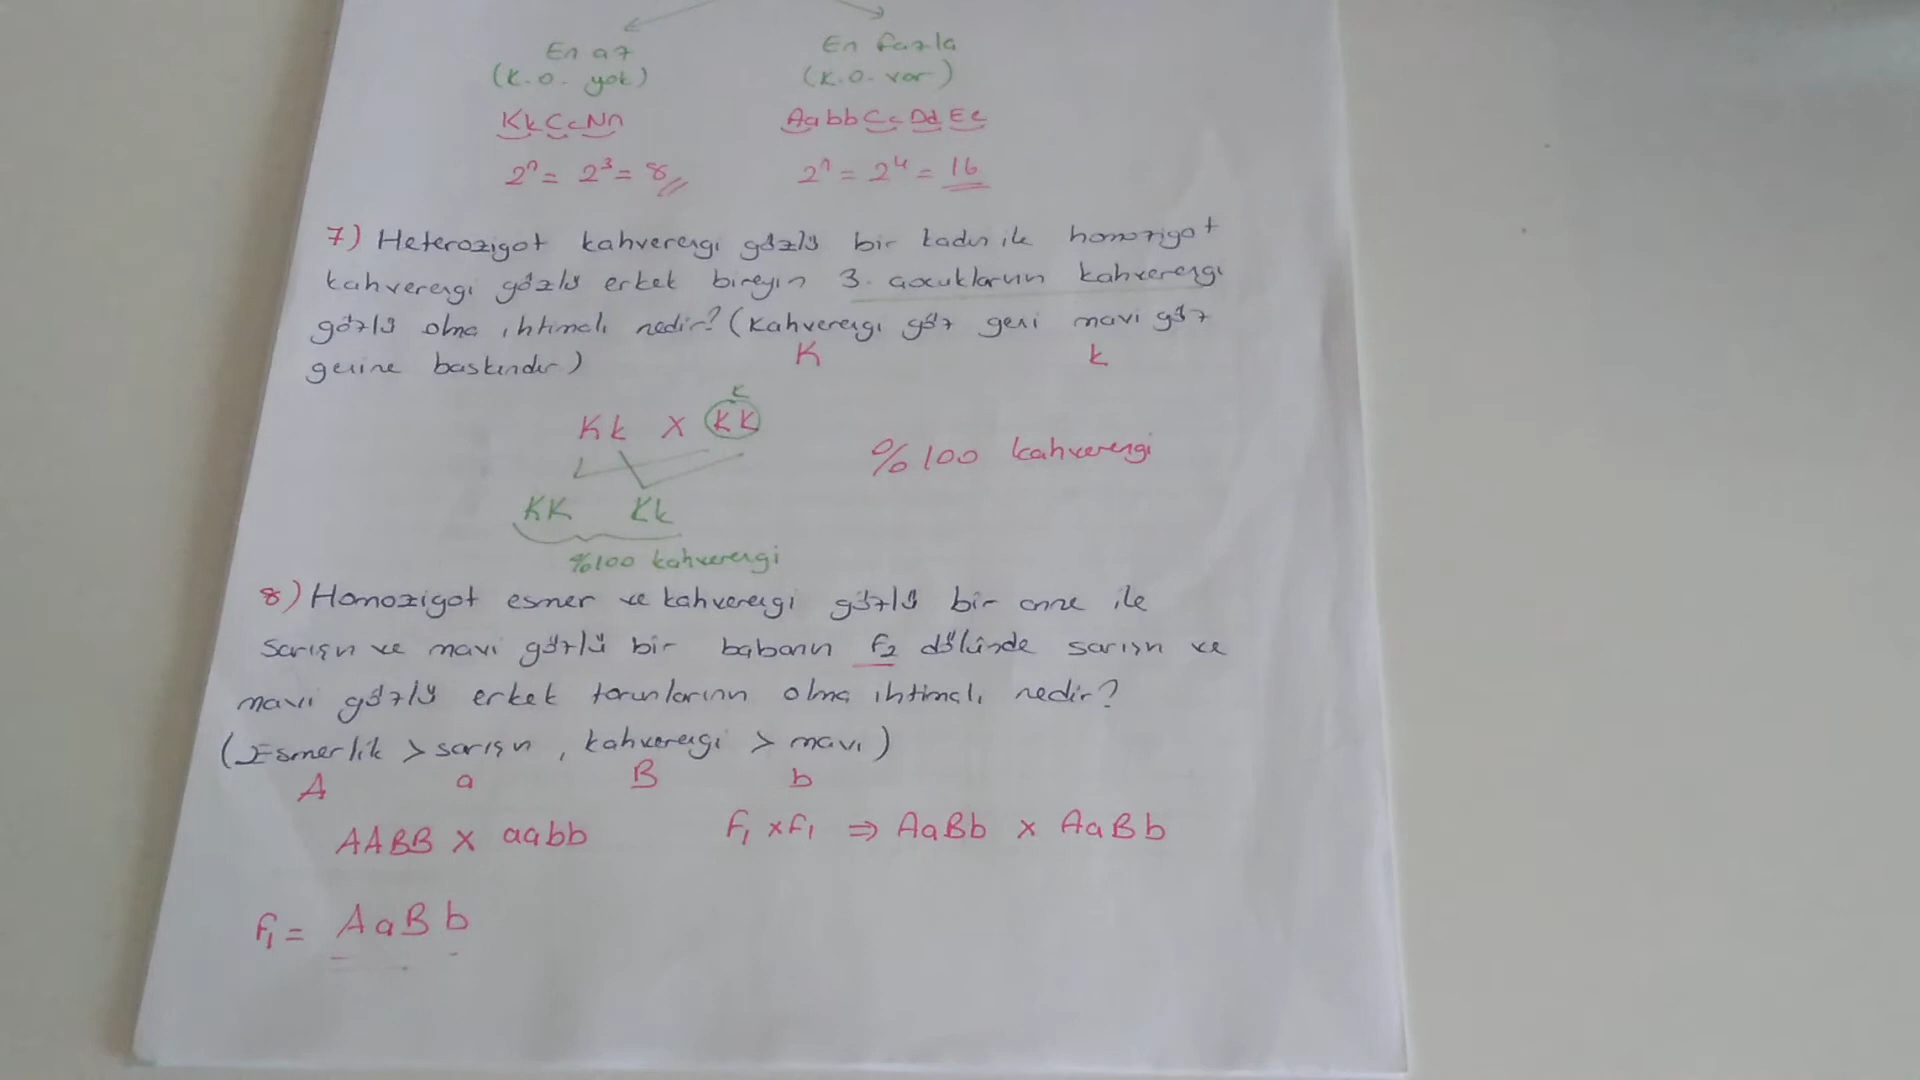 En az
En fazla
(K.O. yok)
(K.O. var)
KkCcNn
AabbCcDdEe
2ⁿ = 2³ = 8
2ⁿ = 2⁴ = 16
7) Heterozigot kahverengi gözlü bir kadın ile homozigot
kahverengi gözlü erkek bireyin 3. çocuklarının kahverengi
gözlü olma ihtimali nedir? (Kahverengi göz geni mavi göz
K
k
genine baskındır)
K
Kk X KK
%100 kahverengi
KK Kk
%100 kahverengi
8) Homozigot esmer ve kahverengi gözlü bir anne ile
sarışın ve mavi gözlü bir babanın F₂ dölünde sarışın ve
mavi gözlü erkek torunlarının olma ihtimali nedir?
(Esmerlik > sarışın, kahverengi > mavi)
A a B b
AABB X aabb
F₁ x F₁ ⇒ AaBb x AaBb
F₁ = AaBb